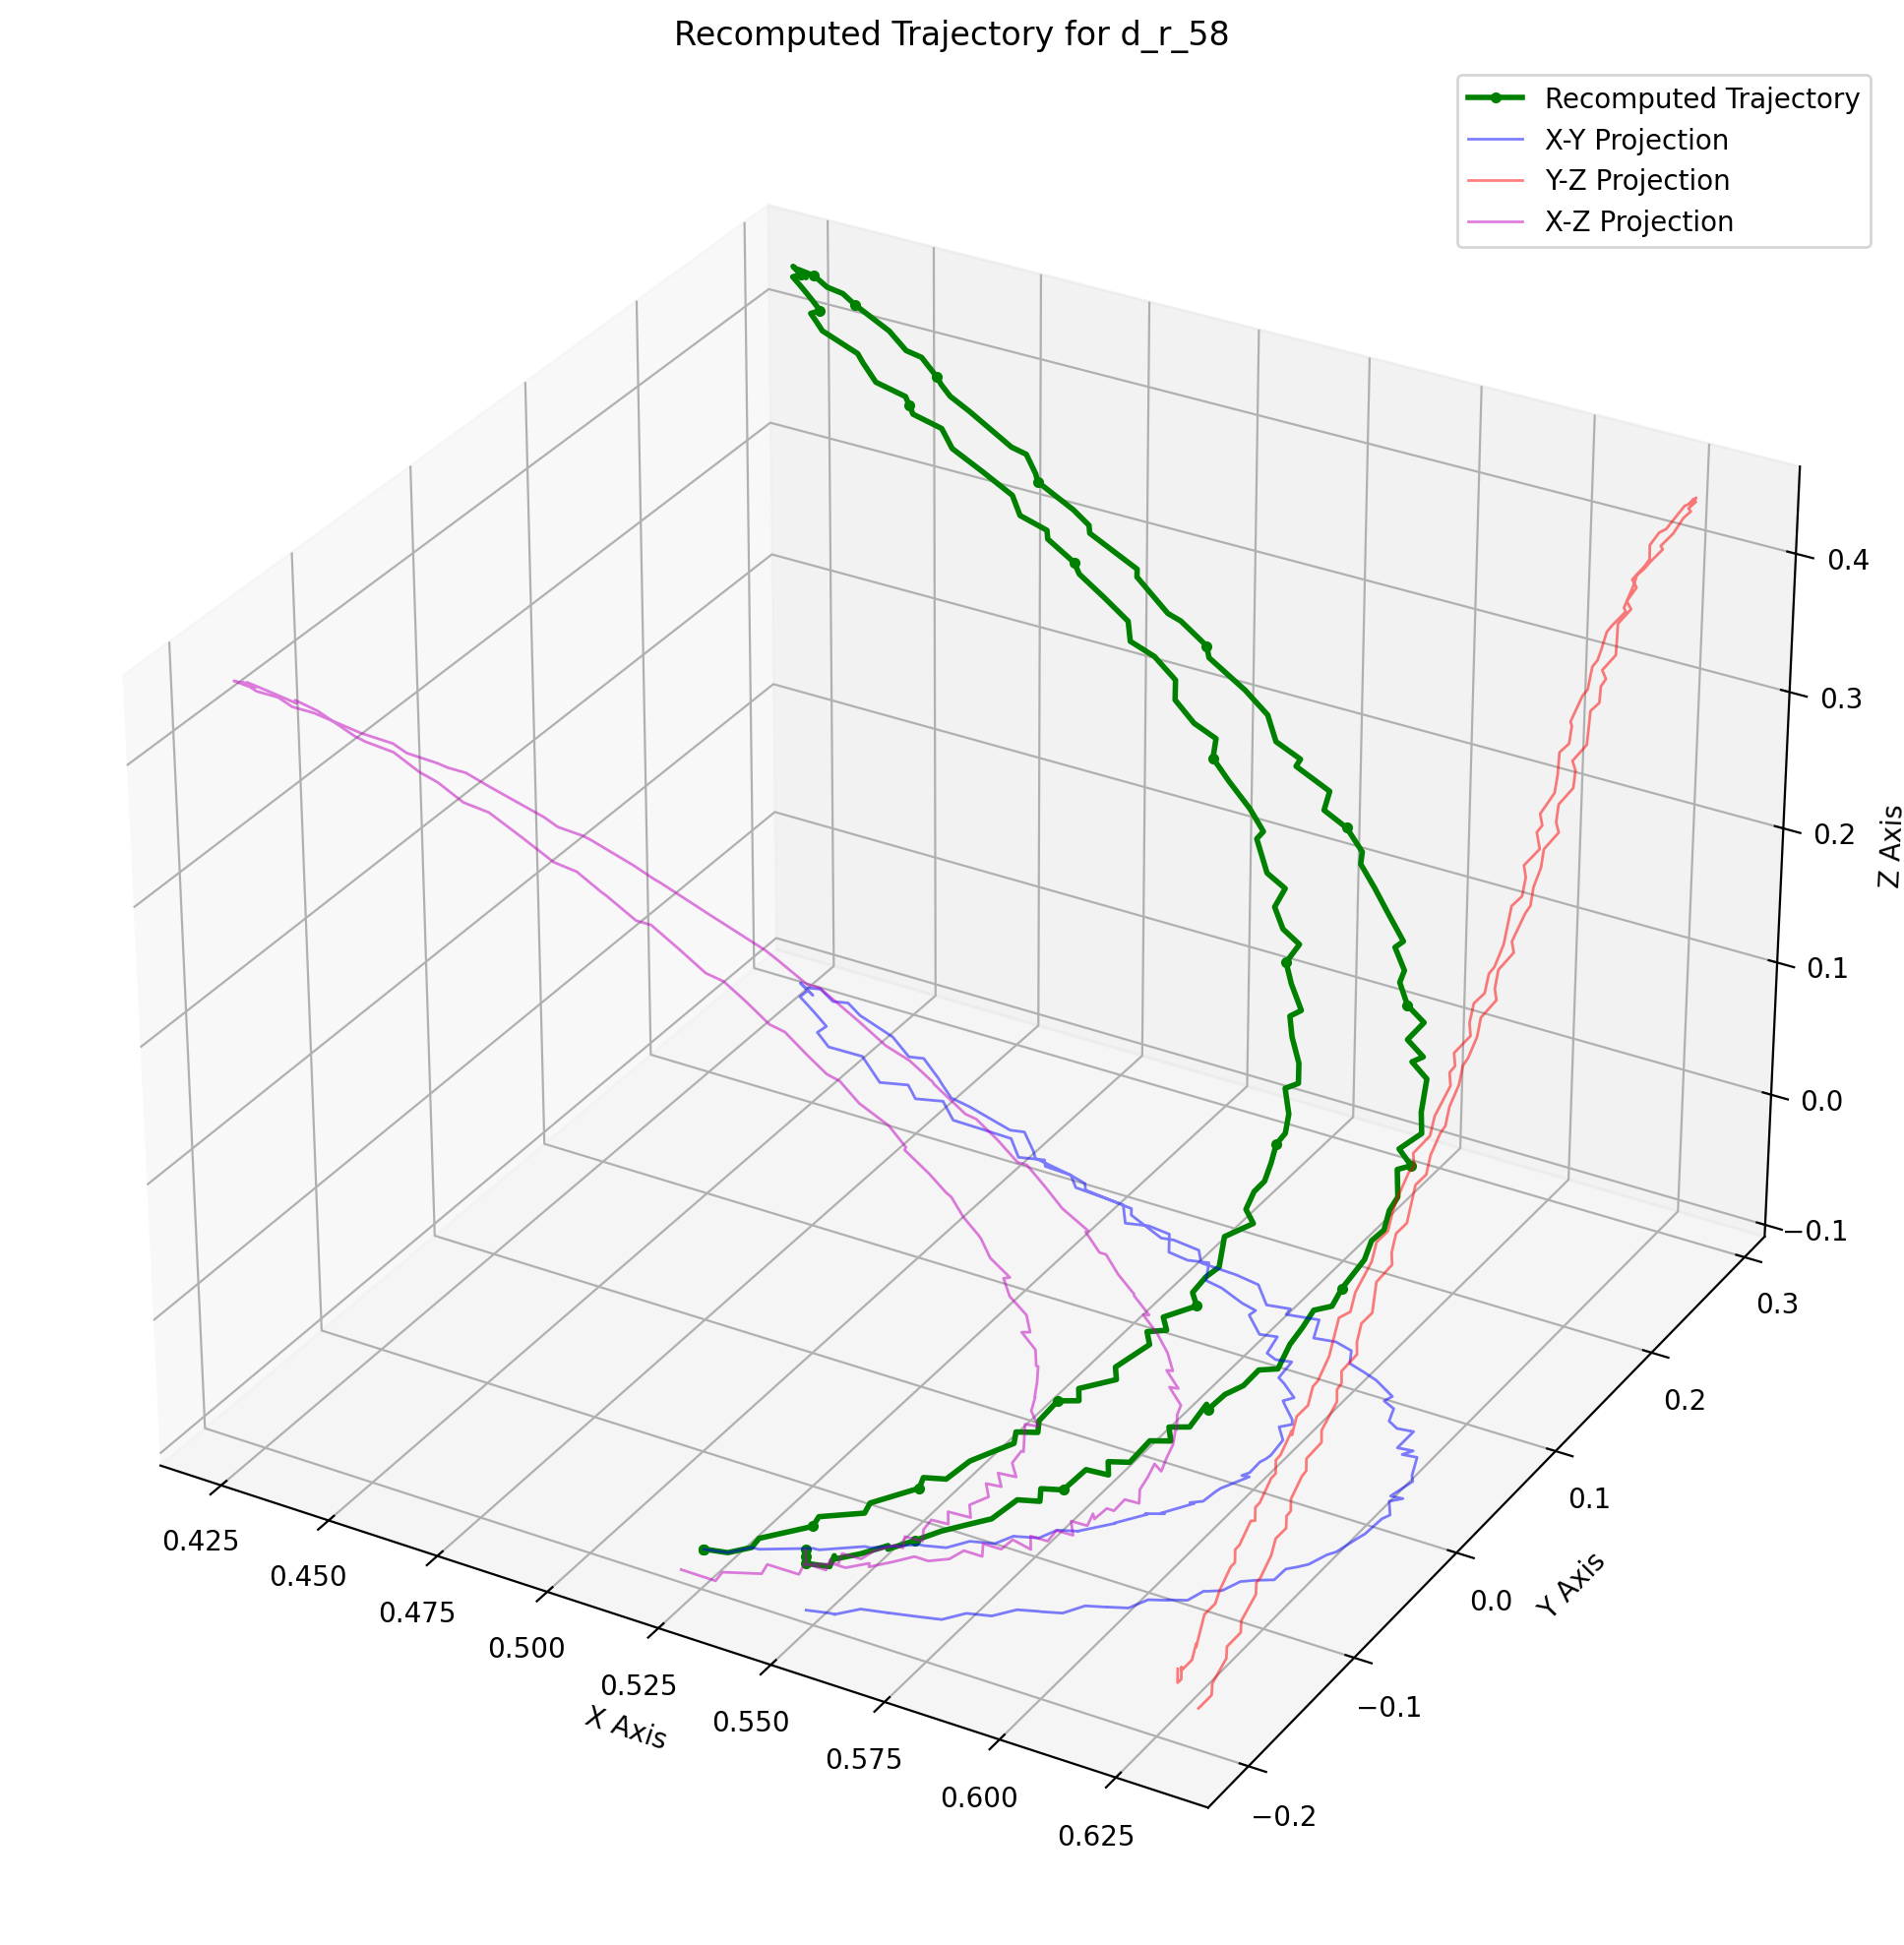 Recomputed Trajectory for d_r_58
Recomputed Trajectory
X-Y Projection
Y-Z Projection
X-Z Projection
0.4
0.3
0.2
0.1
0.0
−0.1
Z Axis
0.3
0.2
0.1
0.0
−0.1
−0.2
Y Axis
0.425
0.450
0.475
0.500
0.525
0.550
0.575
0.600
0.625
X Axis